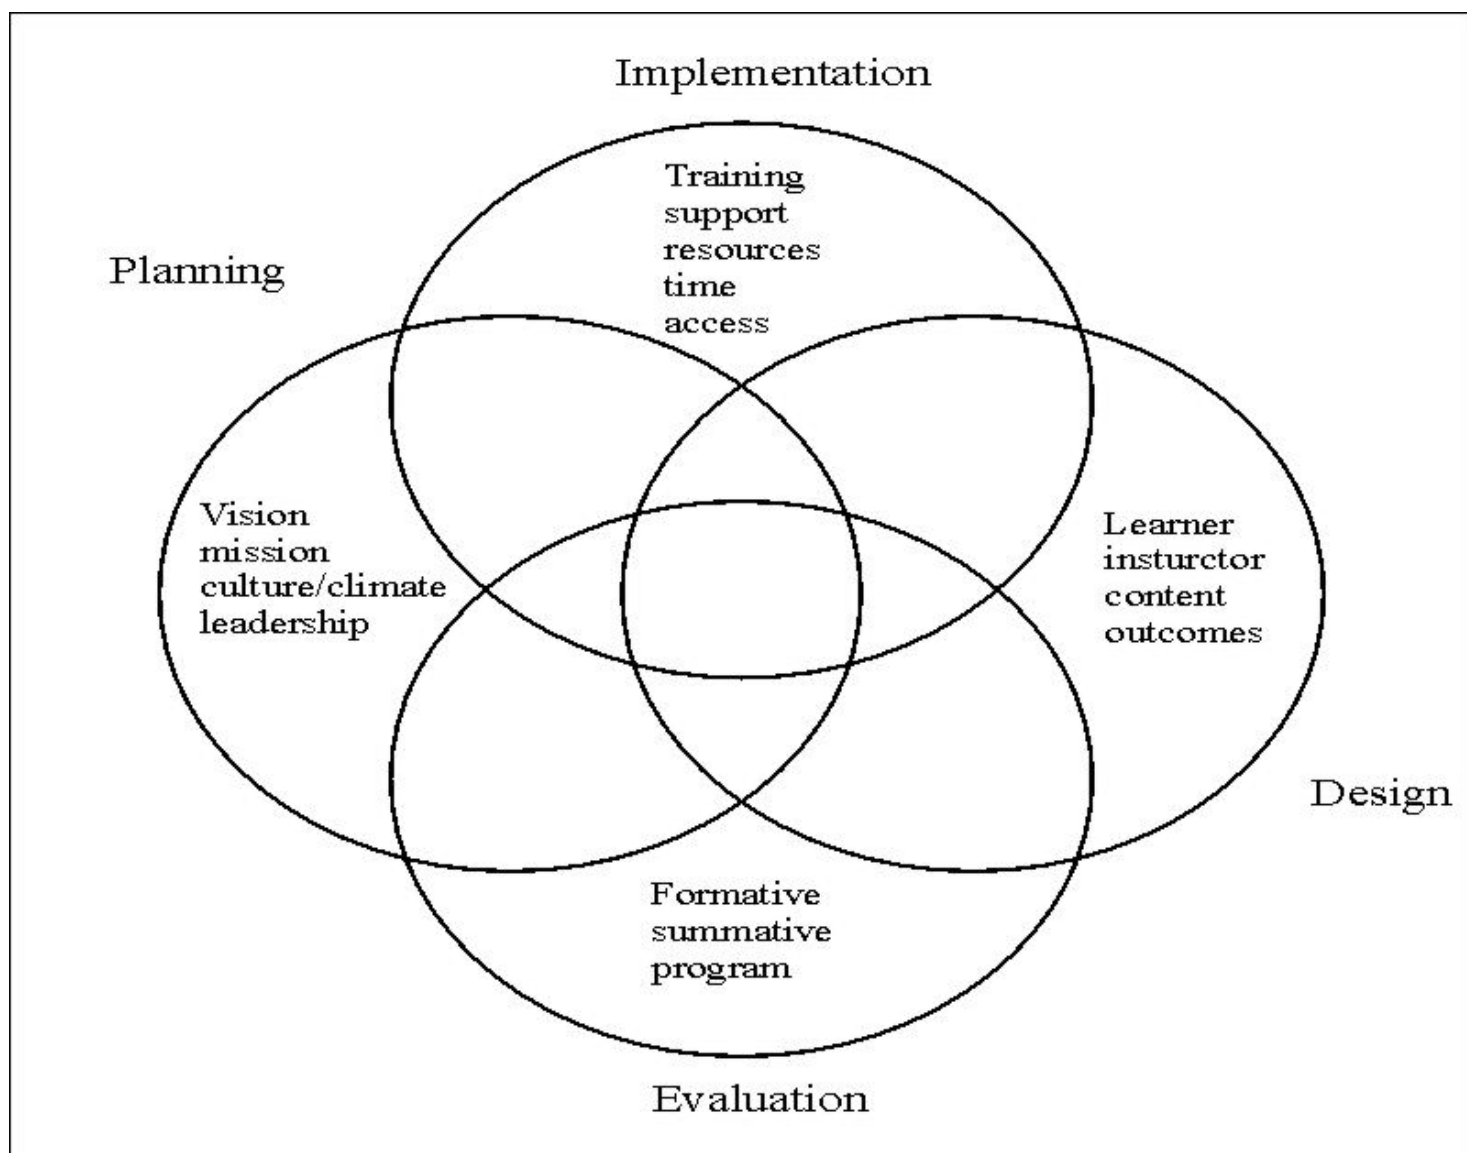 Implementation
Training
support
resources
time
access
Planning
Vision
mission
culture/climate
leadership
Learner
insturctor
content
outcomes
Design
Formative
summative
program
Evaluation